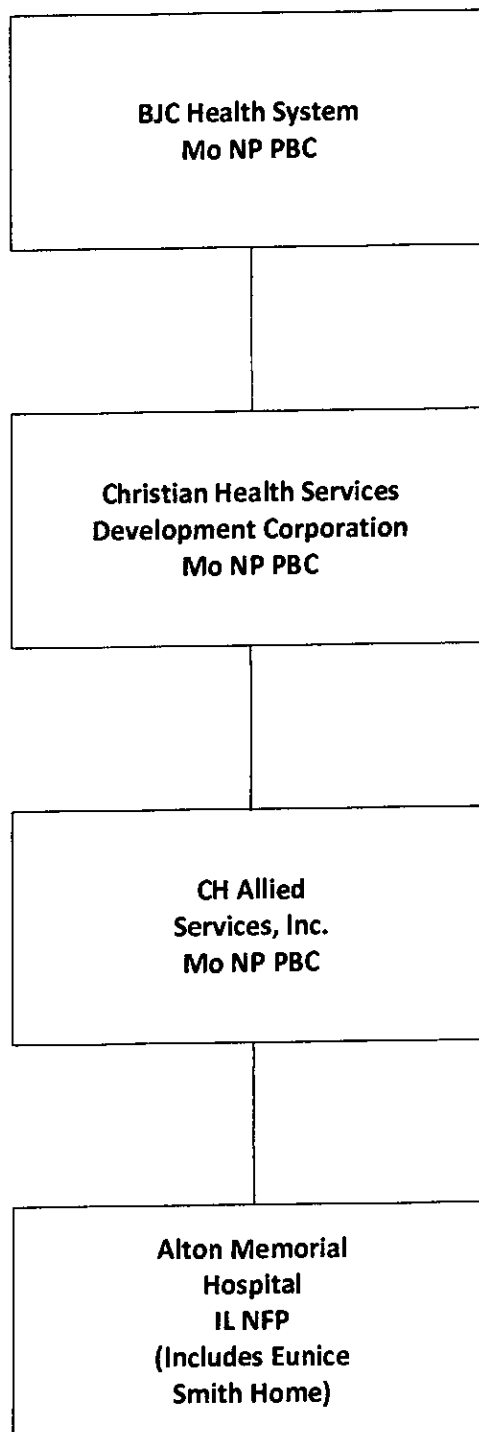 BJC Health System
Mo NP PBC
Christian Health Services
Development Corporation
Mo NP PBC
CH Allied
Services, Inc.
Mo NP PBC
Alton Memorial
Hospital
IL NFP
(Includes Eunice
Smith Home)